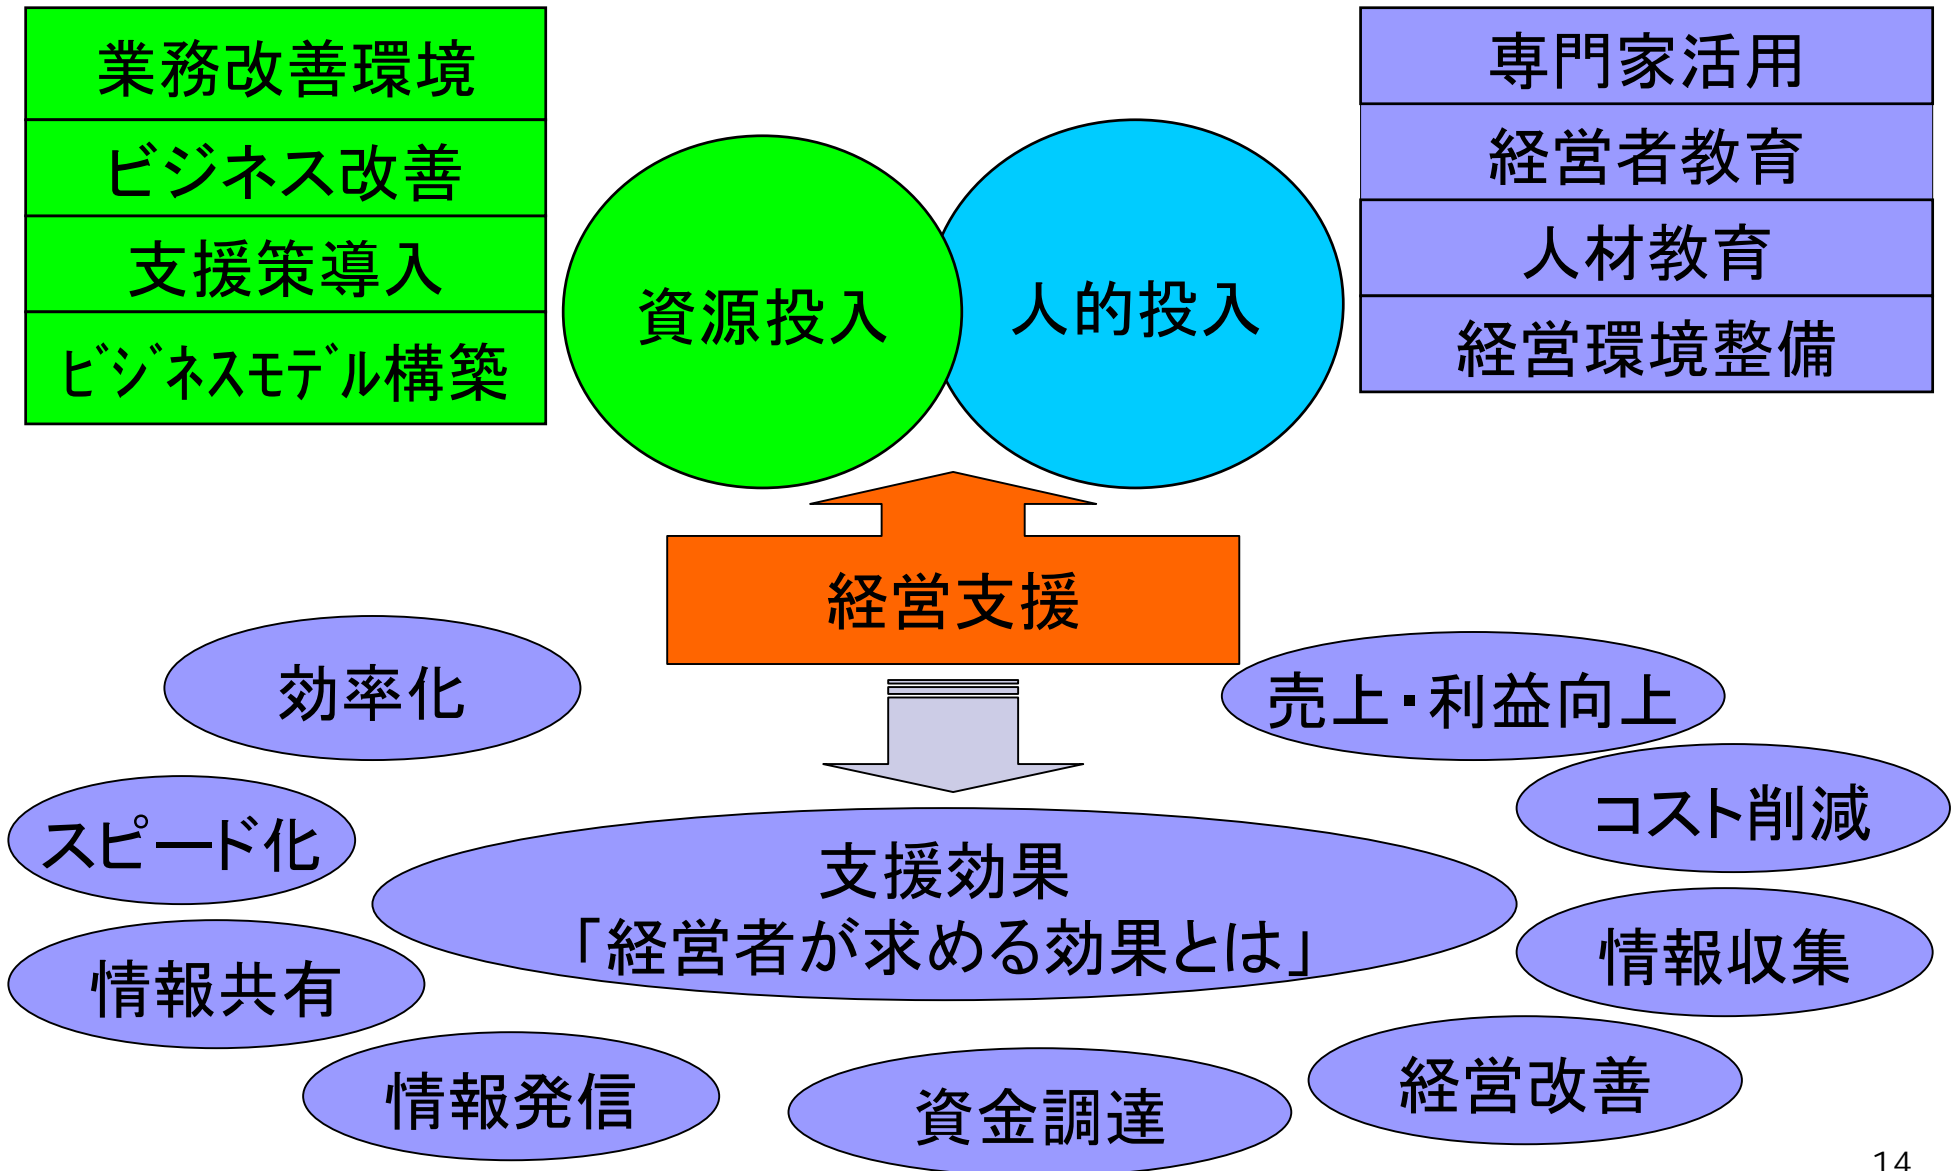 業務改善環境
ビジネス改善
支援策導入
ﾋﾞｼﾞﾈｽﾓﾃﾞﾙ構築
資源投入
人的投入
専門家活用
経営者教育
人材教育
経営環境整備
経営支援
効率化
スピード化
情報共有
情報発信
支援効果
「経営者が求める効果とは」
資金調達
売上・利益向上
コスト削減
情報収集
経営改善
14